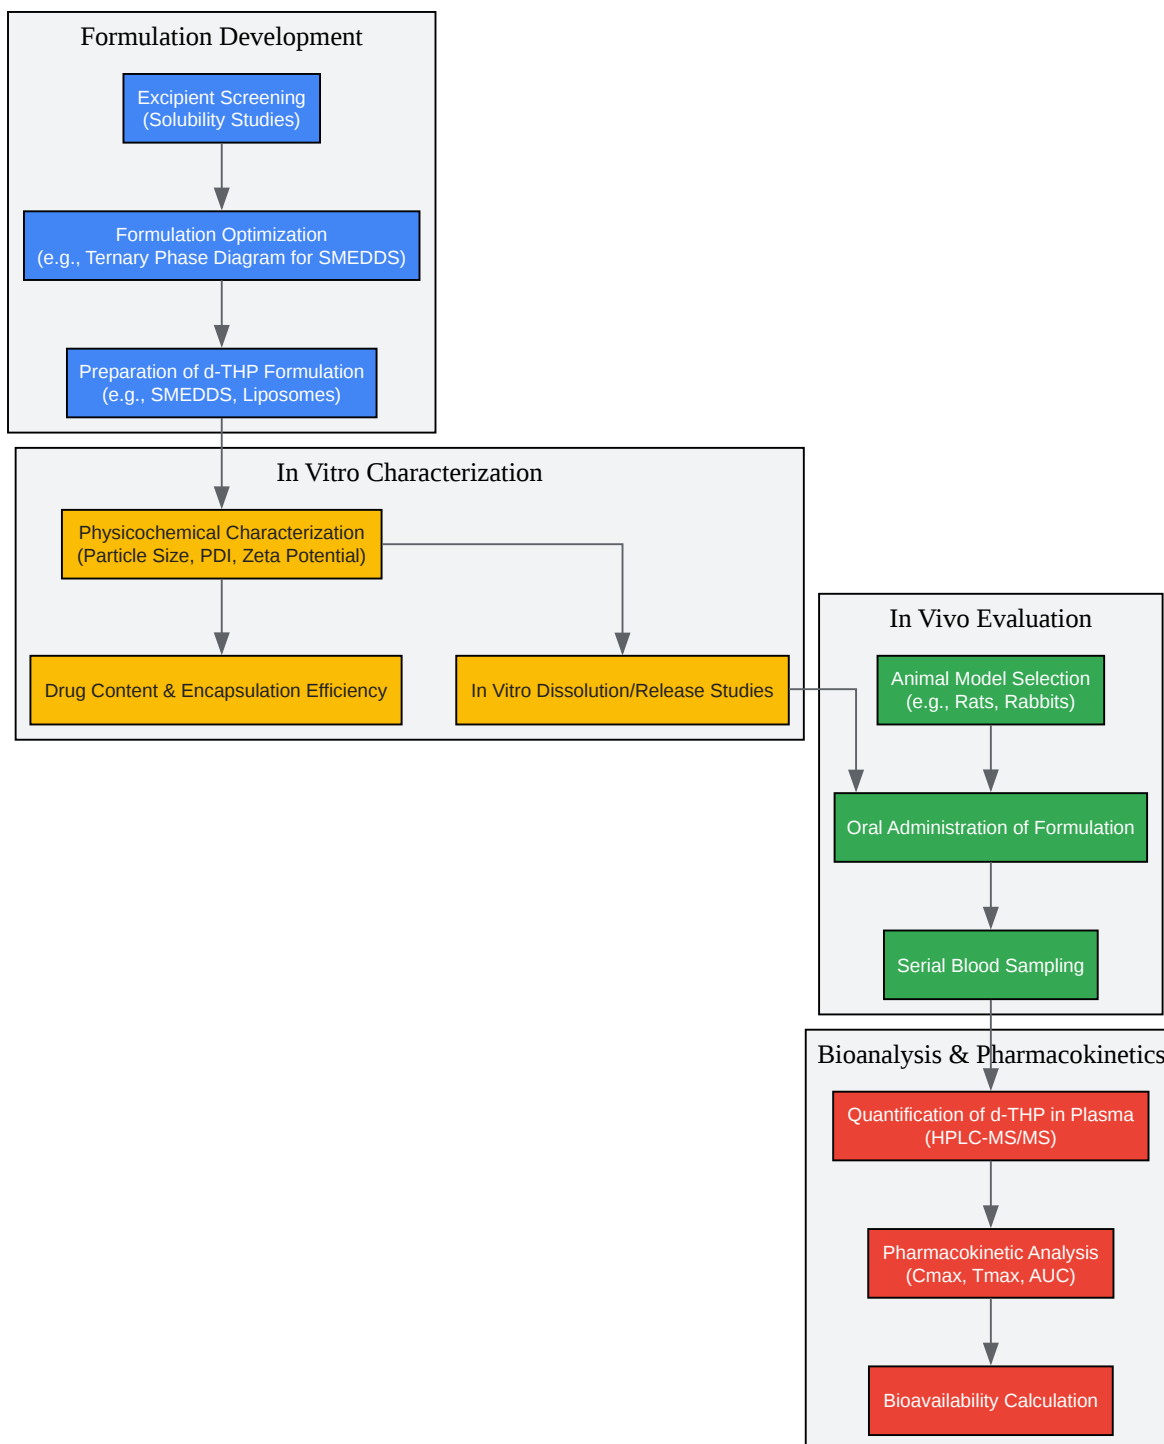 Formulation Development
Excipient Screening
(Solubility Studies)
Formulation Optimization
(e.g., Ternary Phase Diagram for SMEDDS)
Preparation of d-THP Formulation
(e.g., SMEDDS, Liposomes)
In Vitro Characterization
Physicochemical Characterization
(Particle Size, PDI, Zeta Potential)
Drug Content & Encapsulation Efficiency
In Vitro Dissolution/Release Studies
In Vivo Evaluation
Animal Model Selection
(e.g., Rats, Rabbits)
Oral Administration of Formulation
Serial Blood Sampling
Bioanalysis & Pharmacokinetics
Quantification of d-THP in Plasma
(HPLC-MS/MS)
Pharmacokinetic Analysis
(Cmax, Tmax, AUC)
Bioavailability Calculation